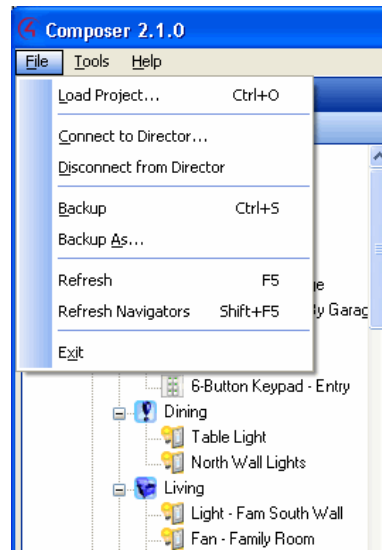 Composer 2.1.0
File Tools Help
Load Project... Ctrl+O
Connect to Director...
Disconnect from Director
Backup Ctrl+S
Backup As...
Refresh F5
Refresh Navigators Shift+F5
Exit
6-Button Keypad - Entry
Dining
Table Light
North Wall Lights
Living
Light - Fam South Wall
Fan - Family Room